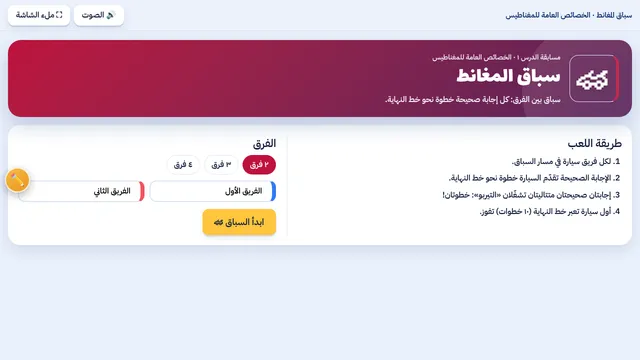 سباق المغانط · الخصائص العامة للمغناطيس
🔊 الصوت
⛶ ملء الشاشة
مسابقة الدرس ١ · الخصائص العامة للمغناطيس
سباق المغانط
سباق بين الفرق: كل إجابة صحيحة خطوة نحو خط النهاية.
طريقة اللعب
1. لكل فريق سيارة في مسار السباق.
2. الإجابة الصحيحة تقدّم السيارة خطوة نحو خط النهاية.
3. إجابتان صحيحتان متتاليتان تشغّلان «التيربو»: خطوتان!
4. أول سيارة تعبر خط النهاية (١٠ خطوات) تفوز.
الفرق
٢ فرق
٣ فرق
٤ فرق
الفريق الأول
الفريق الثاني
ابدأ السباق 🏎